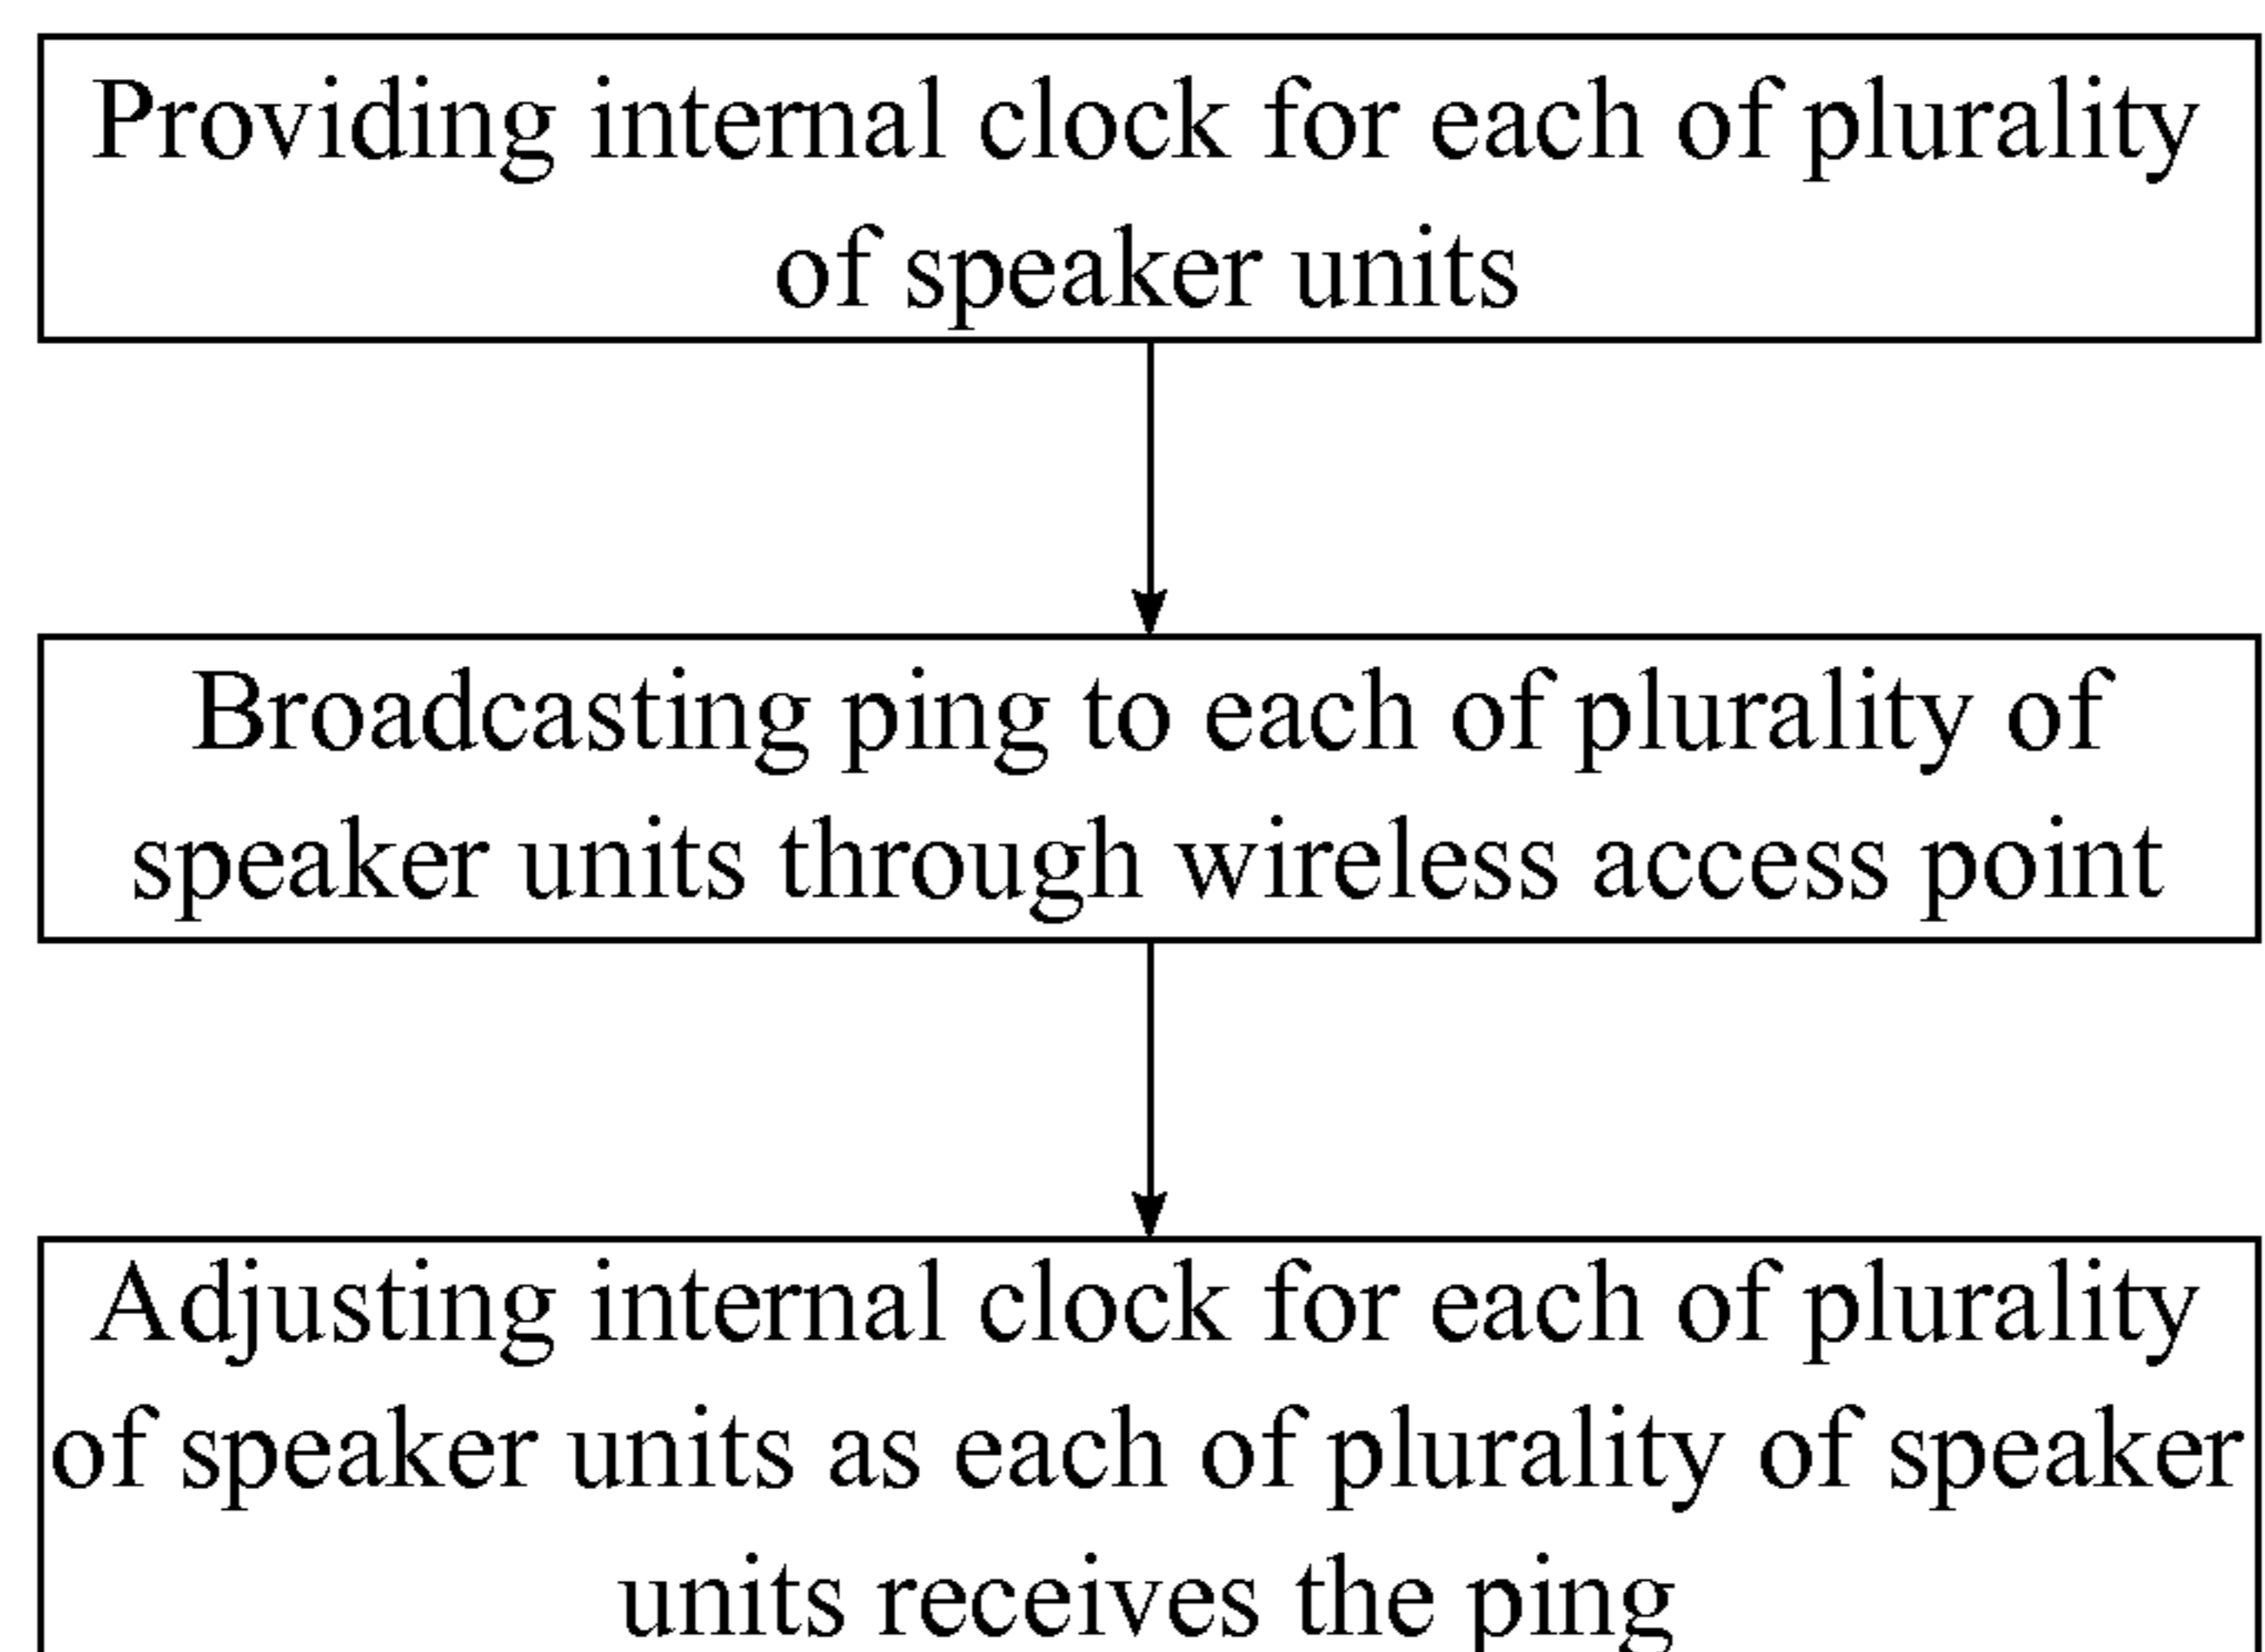 Providing internal clock for each of plurality
of speaker units
Broadcasting ping to each of plurality of
speaker units through wireless access point
Adjusting internal clock for each of plurality
of speaker units as each of plurality of speaker
units receives the ping